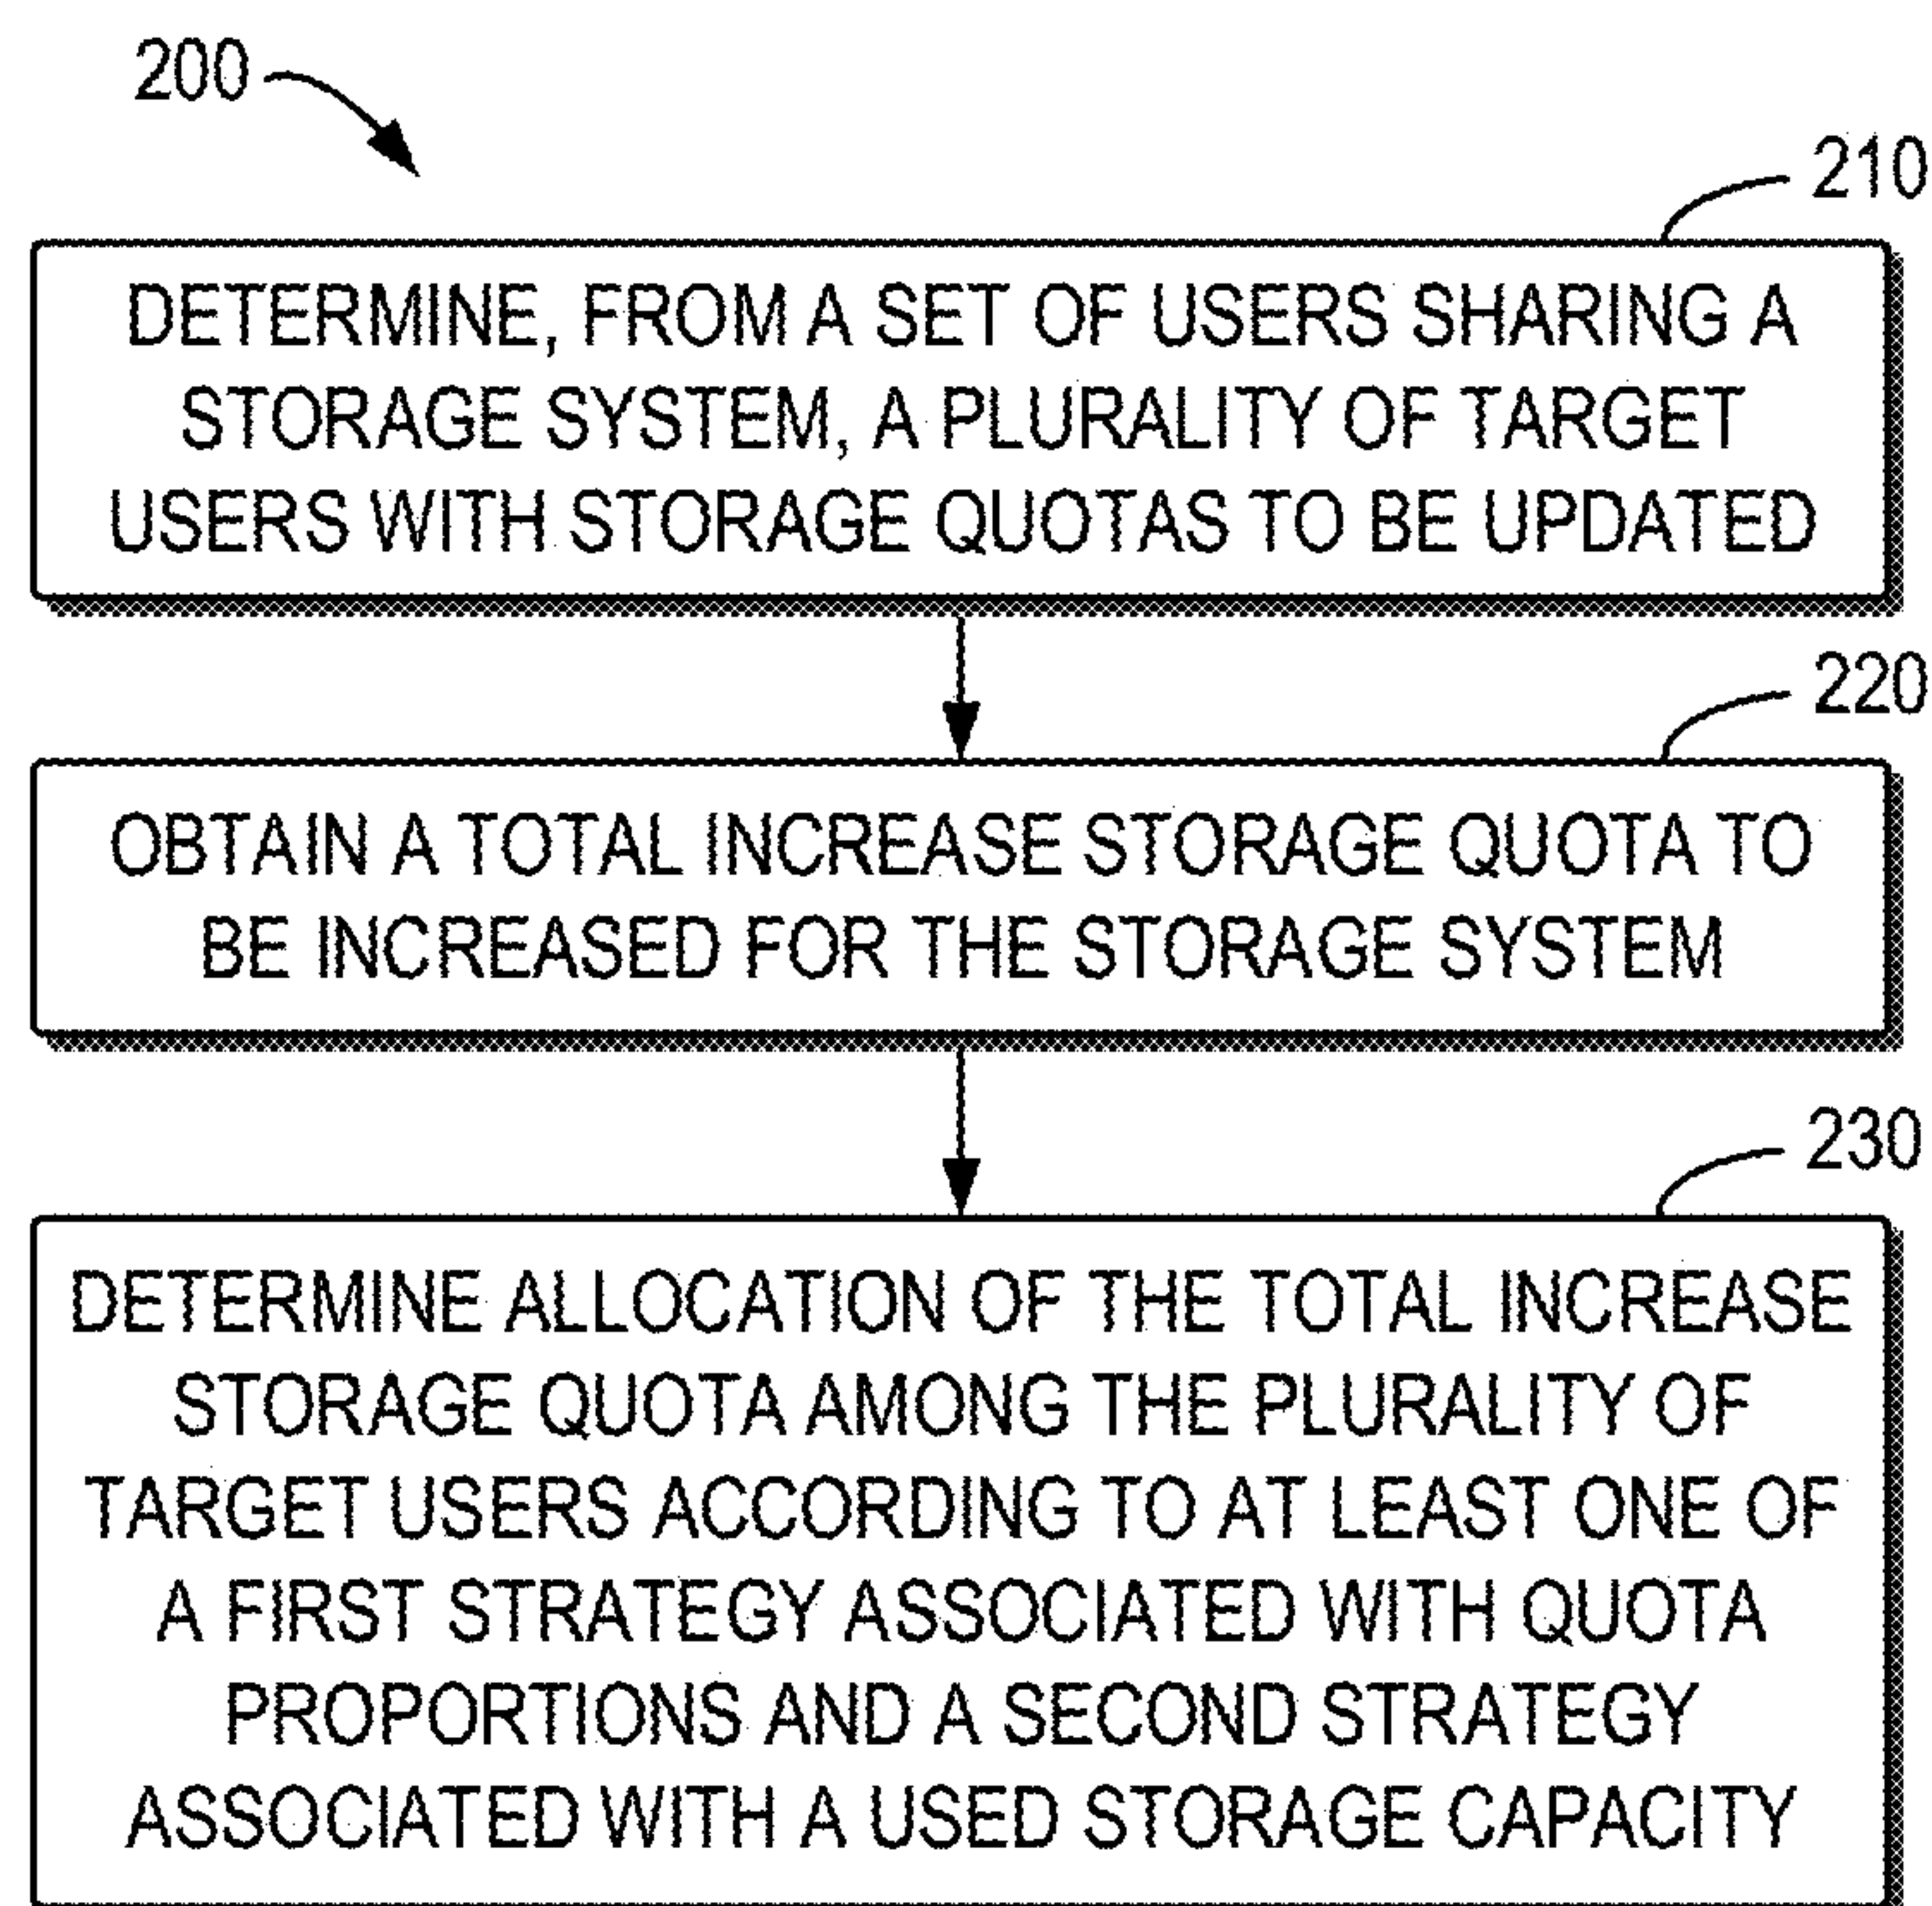 200
210
DETERMINE, FROM A SET OF USERS SHARING A
STORAGE SYSTEM, A PLURALITY OF TARGET
USERS WITH STORAGE QUOTAS TO BE UPDATED
220
OBTAIN A TOTAL INCREASE STORAGE QUOTA TO
BE INCREASED FOR THE STORAGE SYSTEM
230
DETERMINE ALLOCATION OF THE TOTAL INCREASE
STORAGE QUOTA AMONG THE PLURALITY OF
TARGET USERS ACCORDING TO AT LEAST ONE OF
A FIRST STRATEGY ASSOCIATED WITH QUOTA
PROPORTIONS AND A SECOND STRATEGY
ASSOCIATED WITH A USED STORAGE CAPACITY